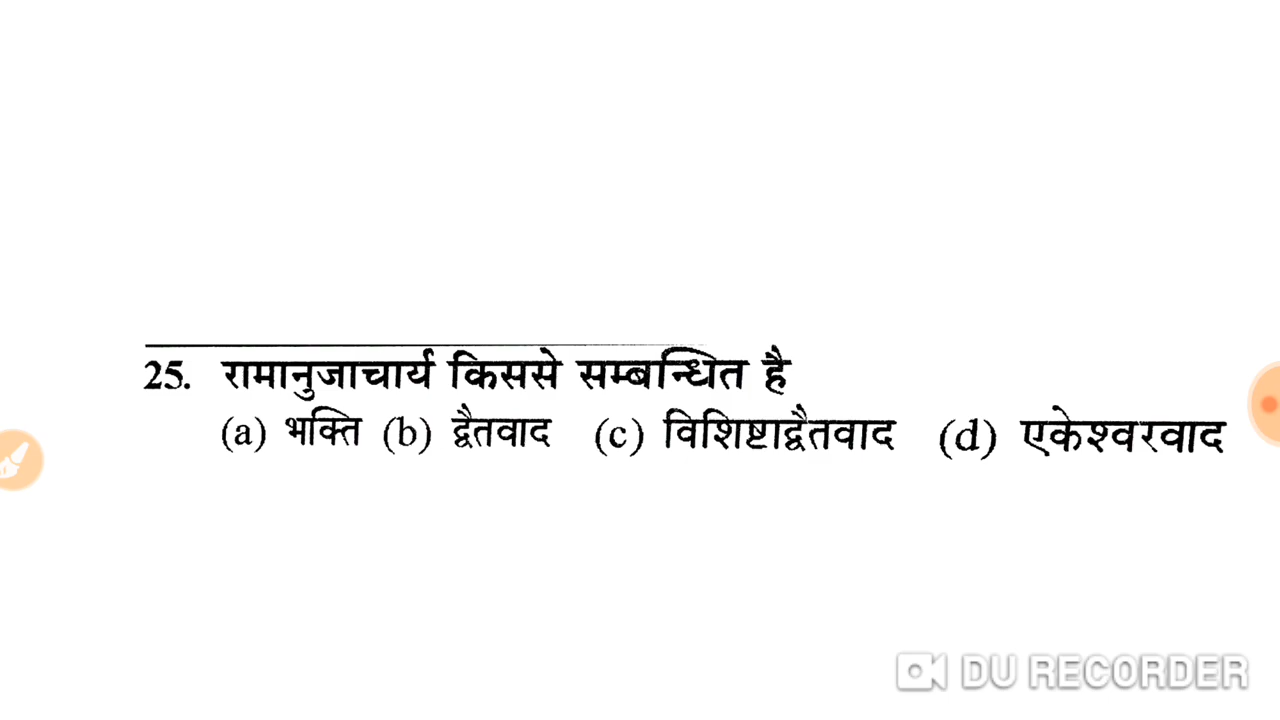 25. रामानुजाचार्य किससे सम्बन्धित है
(a) भक्ति (b) द्वैतवाद (c) विशिष्टाद्वैतवाद (d) एकेश्वरवाद
DU RECORDER